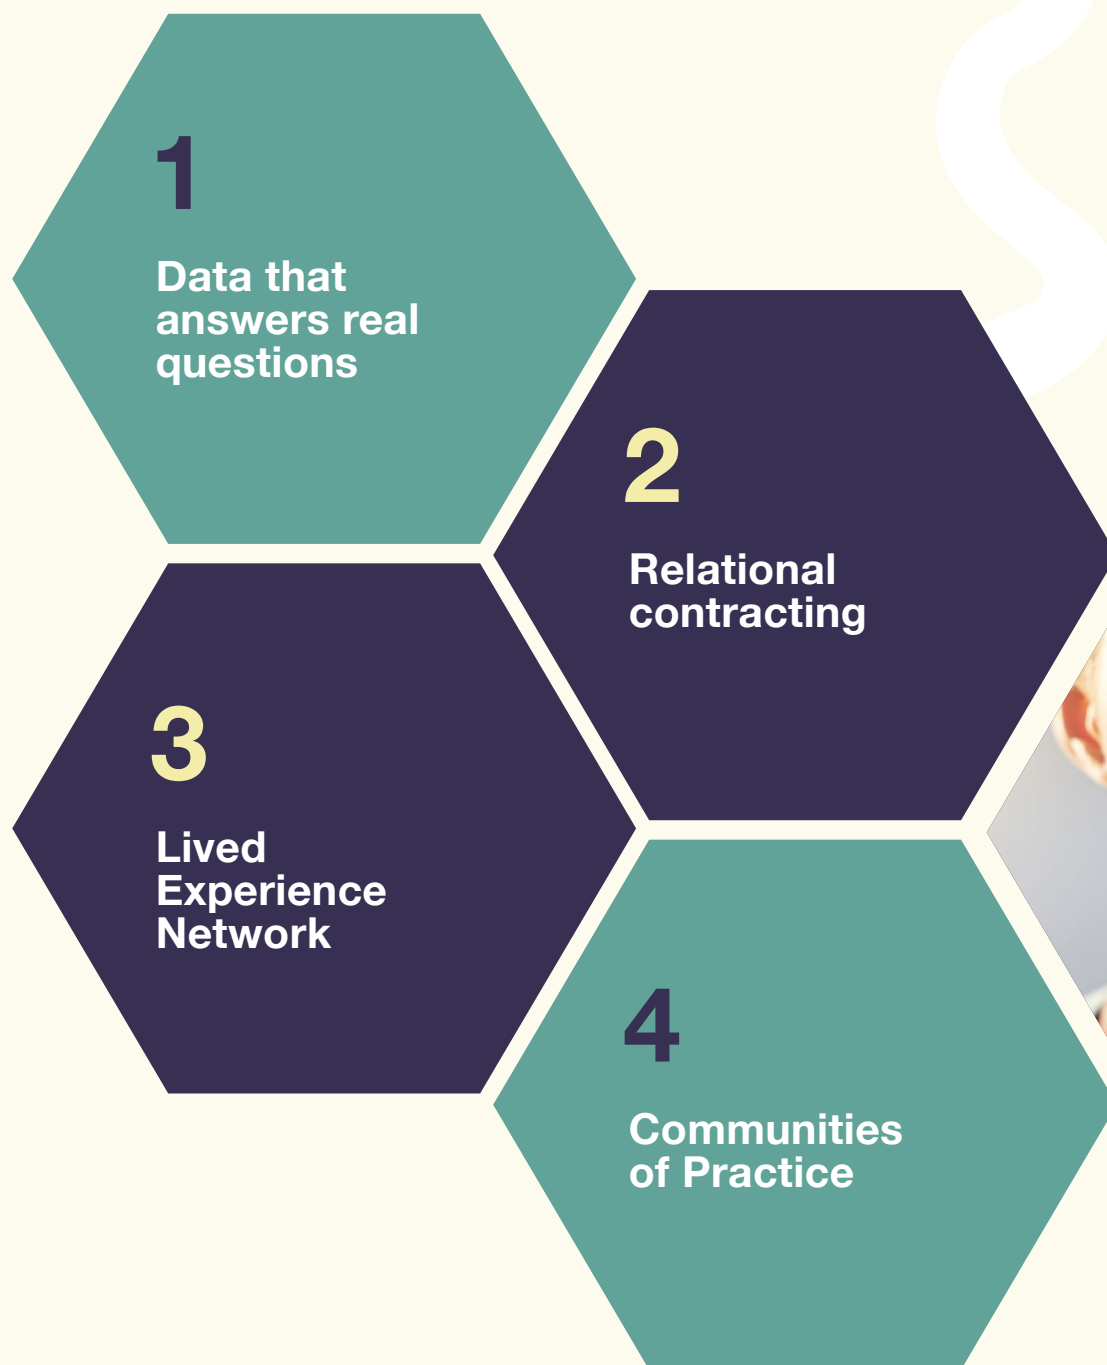 1
Data that
answers real
questions
2
Relational
contracting
3
Lived
Experience
Network
4
Communities
of Practice